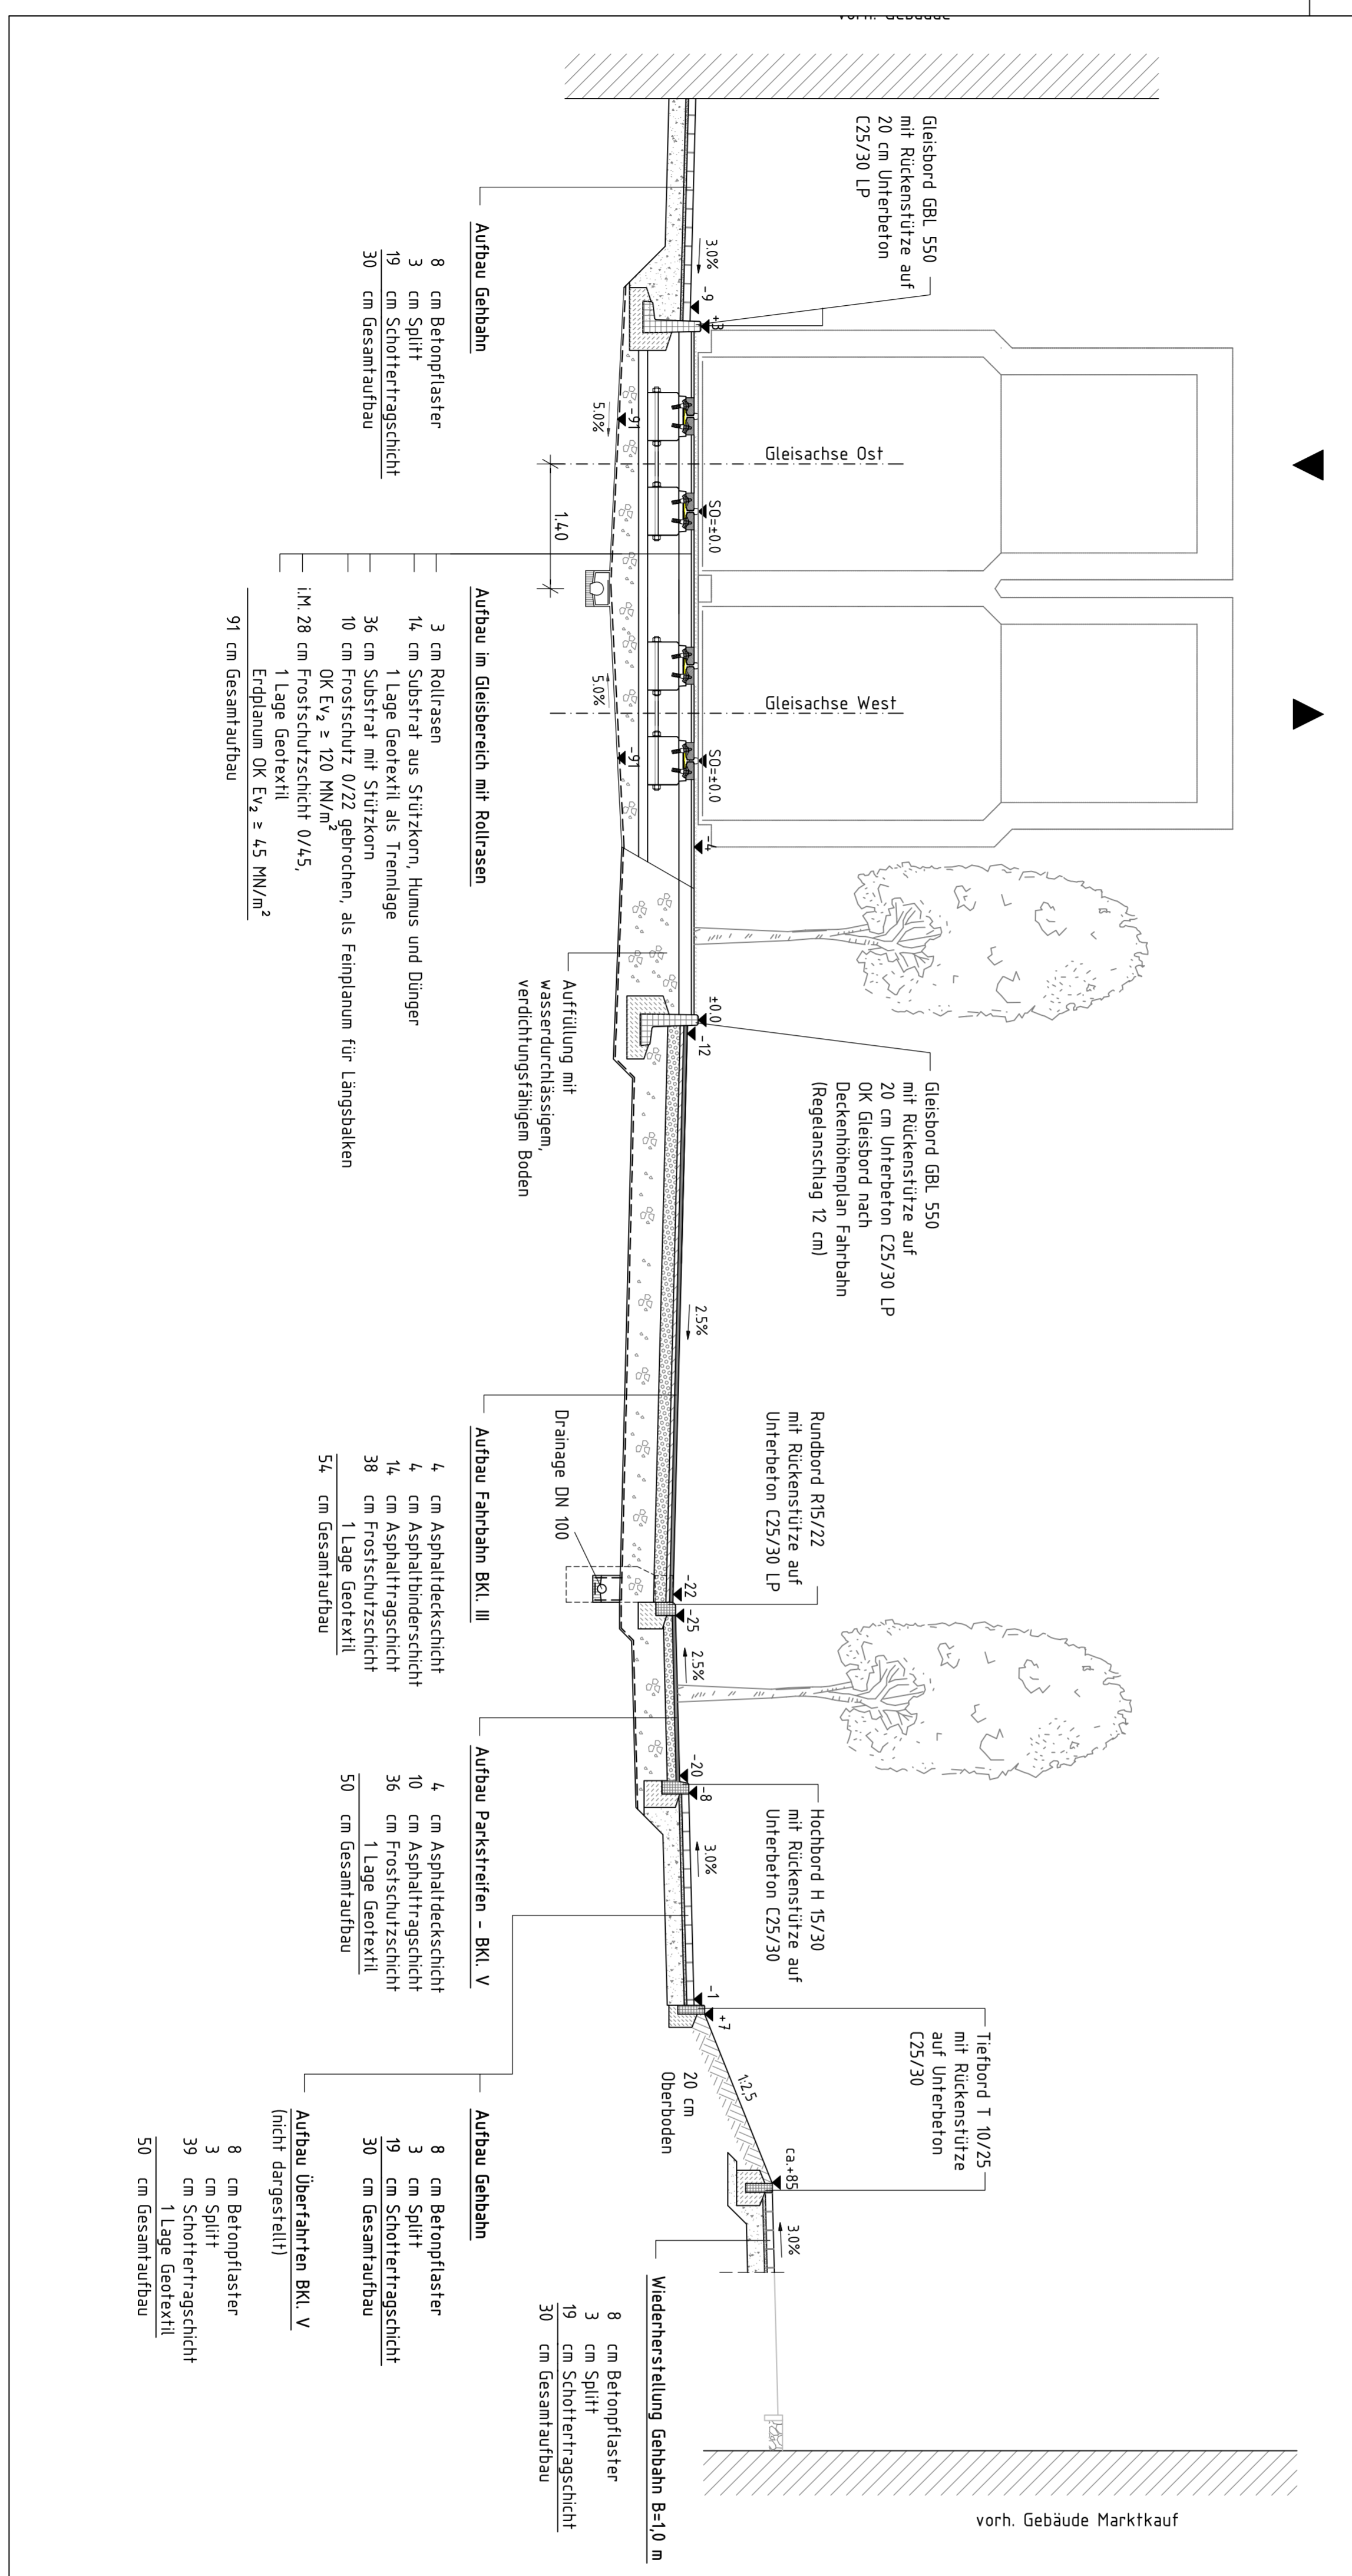 vorh. Gebäude
Gleisbord GBL 550
mit Rückenstütze auf
20 cm Unterbeton
C25/30 LP
3.0%
-9
+3
Aufbau Gehbahn
8 cm Betonpflaster
3 cm Splitt
19 cm Schottertragschicht
30 cm Gesamtaufbau
Gleisachse Ost
SO=±0.0
-91
5.0%
1.40
Gleisachse West
SO=±0.0
-91
5.0%
-4
Aufbau im Gleisbereich mit Rollrasen
3 cm Rollrasen
14 cm Substrat aus Stützkorn, Humus und Dünger
1 Lage Geotextil als Trennlage
36 cm Substrat mit Stützkorn
10 cm Frostschutz 0/22 gebrochen, als Feinplanum für Längsbalken
OK Ev₂ ≥ 120 MN/m²
i.M. 28 cm Frostschutzschicht 0/45,
1 Lage Geotextil
Erdplanum OK Ev₂ ≥ 45 MN/m²
91 cm Gesamtaufbau
Auffüllung mit
wasserdurchlässigem,
verdichtungsfähigem Boden
±0.0
-12
Gleisbord GBL 550
mit Rückenstütze auf
20 cm Unterbeton C25/30 LP
OK Gleisbord nach
Deckenhöhenplan Fahrbahn
(Regelanschlag 12 cm)
2.5%
Aufbau Fahrbahn BKl. III
4 cm Asphaltdeckschicht
4 cm Asphaltbinderschicht
14 cm Asphalttragschicht
38 cm Frostschutzschicht
1 Lage Geotextil
54 cm Gesamtaufbau
Drainage DN 100
Rundbord R15/22
mit Rückenstütze auf
Unterbeton C25/30 LP
-22
-25
2.5%
Aufbau Parkstreifen - BKl. V
4 cm Asphaltdeckschicht
10 cm Asphalttragschicht
36 cm Frostschutzschicht
1 Lage Geotextil
50 cm Gesamtaufbau
-20
-8
Hochbord H 15/30
mit Rückenstütze auf
Unterbeton C25/30
3.0%
-1
+7
Tiefbord T 10/25
mit Rückenstütze
auf Unterbeton
C25/30
1:2,5
20 cm
Oberboden
Aufbau Gehbahn
8 cm Betonpflaster
3 cm Splitt
19 cm Schottertragschicht
30 cm Gesamtaufbau
Aufbau Überfahrten BKl. V
(nicht dargestellt)
8 cm Betonpflaster
3 cm Splitt
39 cm Schottertragschicht
1 Lage Geotextil
50 cm Gesamtaufbau
ca.+85
3.0%
Wiederherstellung Gehbahn B=1,0 m
8 cm Betonpflaster
3 cm Splitt
19 cm Schottertragschicht
30 cm Gesamtaufbau
vorh. Gebäude Marktkauf